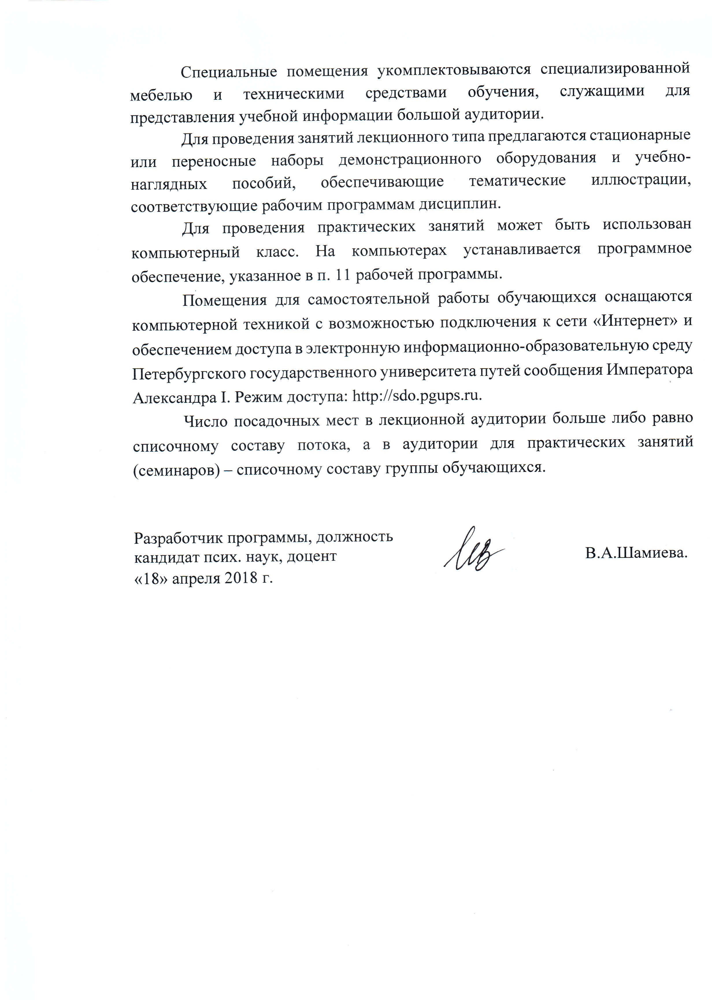 Специальные помещения укомплектовываются специализированной
мебелью и техническими средствами обучения, служащими для
представления учебной информации большой аудитории.
Для проведения занятий лекционного типа предлагаются стационарные
или переносные наборы демонстрационного оборудования и учебно-
наглядных пособий, обеспечивающие тематические иллюстрации,
соответствующие рабочим программам дисциплин.
Для проведения практических занятий может быть использован
компьютерный класс. На компьютерах устанавливается программное
обеспечение, указанное в п. 11 рабочей программы.
Помещения для самостоятельной работы обучающихся оснащаются
компьютерной техникой с возможностью подключения к сети «Интернет» и
обеспечением доступа в электронную информационно-образовательную среду
Петербургского государственного университета путей сообщения Императора
Александра I. Режим доступа: http://sdo.pgups.ru.
Число посадочных мест в лекционной аудитории больше либо равно
списочному составу потока, а в аудитории для практических занятий
(семинаров) – списочному составу группы обучающихся.
Разработчик программы, должность
кандидат псих. наук, доцент В.А.Шамиева.
«18» апреля 2018 г.